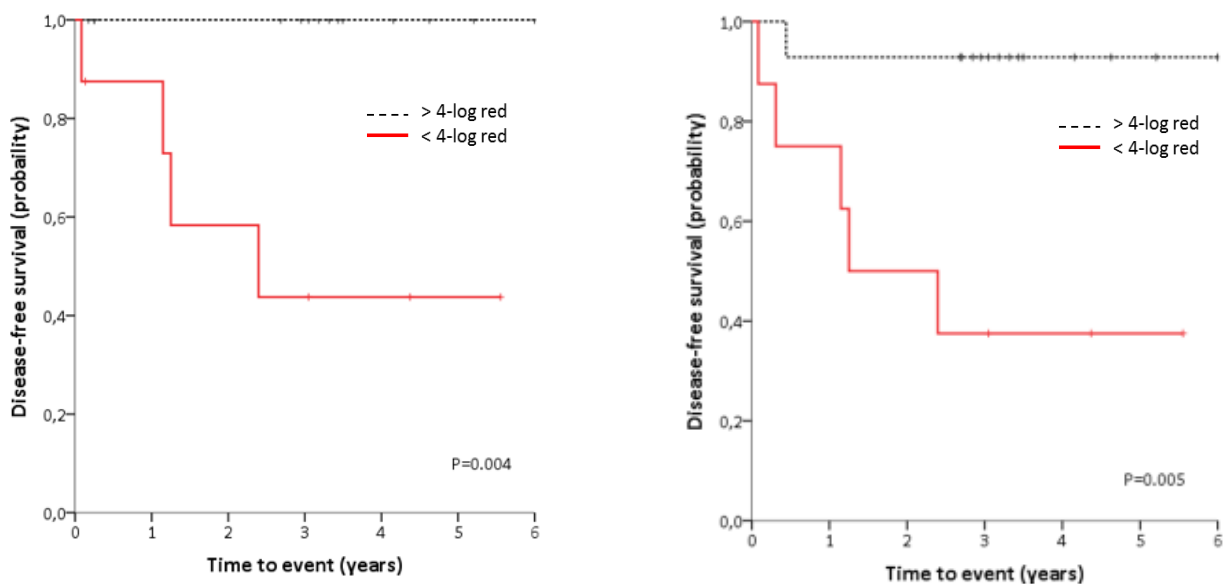 1,0
0,8
0,6
0,4
0,2
0,0
0 1 2 3 4 5 6
Disease-free survival (probaility)
Time to event (years)
> 4-log red
< 4-log red
P=0.004
1,0
0,8
0,6
0,4
0,2
0,0
0 1 2 3 4 5 6
Disease-free survival (probability)
Time to event (years)
> 4-log red
< 4-log red
P=0.005